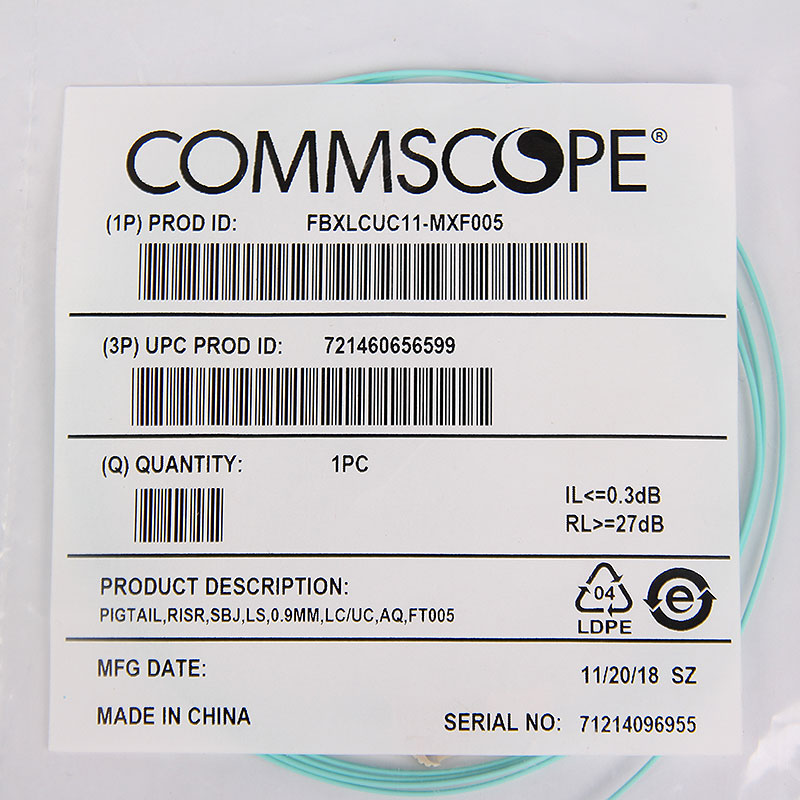 COMMSCOPE®
(1P) PROD ID: FBXLCUC11-MXF005
(3P) UPC PROD ID: 721460656599
(Q) QUANTITY: 1PC
IL<=0.3dB
RL>=27dB
PRODUCT DESCRIPTION:
PIGTAIL,RISR,SBJ,LS,0.9MM,LC/UC,AQ,FT005
04
LDPE
e
MFG DATE: 11/20/18 SZ
MADE IN CHINA
SERIAL NO: 71214096955